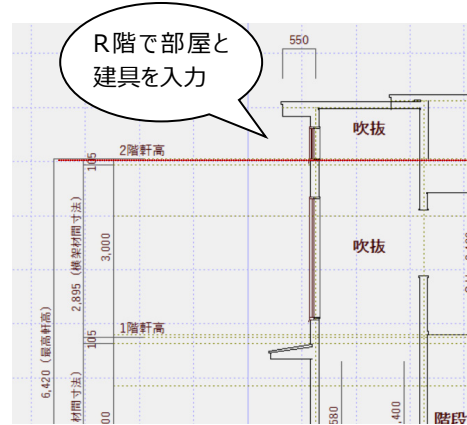 R階で部屋と
建具を入力
550
吹抜
2階軒高
105
3,000
2,895 (横架材間寸法)
吹抜
6,420 (最高軒高)
1階軒高
105
材間寸法)
00
580
,400
階段